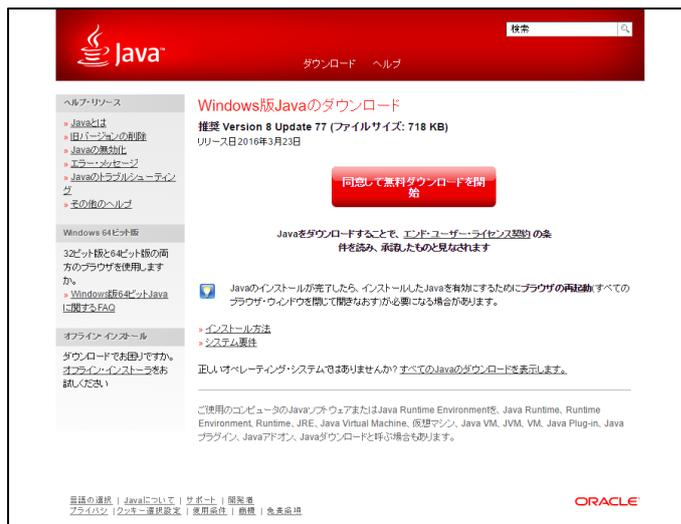 Java
検索
ダウンロード ヘルプ
ヘルプ・リソース
» Javaとは
» 旧バージョンの削除
» Javaの無効化
» エラー・メッセージ
» Javaのトラブルシューティン
グ
» その他のヘルプ
Windows 64ビット版
32ビット版と64ビット版の両
方のブラウザを使用します
か。
» Windows版64ビットJava
に関するFAQ
オフライン・インストール
ダウンロードでお困りですか。
オフライン・インストーラをお
試しください
Windows版Javaのダウンロード
推奨 Version 8 Update 77 (ファイルサイズ: 718 KB)
リリース日2016年3月23日
同意して無料ダウンロードを開
始
Javaをダウンロードすることで、エンド・ユーザー・ライセンス契約 の条
件を読み、承諾したものと見なされます
Javaのインストールが完了したら、インストールしたJavaを有効にするためにブラウザの再起動(すべての
ブラウザ・ウィンドウを閉じて開きなおす)が必要になる場合があります。
» インストール方法
» システム要件
正しいオペレーティング・システムではありませんか? すべてのJavaのダウンロードを表示します。
ご使用のコンピュータのJavaソフトウェアまたはJava Runtime Environmentを、Java Runtime, Runtime
Environment, Runtime, JRE, Java Virtual Machine, 仮想マシン, Java VM, JVM, VM, Java Plug-in, Java
プラグイン, Javaアドオン, Javaダウンロードと呼ぶ場合もあります。
言語の選択 | Javaについて | サポート | 開発者
プライバシ | クッキー選択設定 | 使用条件 | 商標 | 免責条項
ORACLE